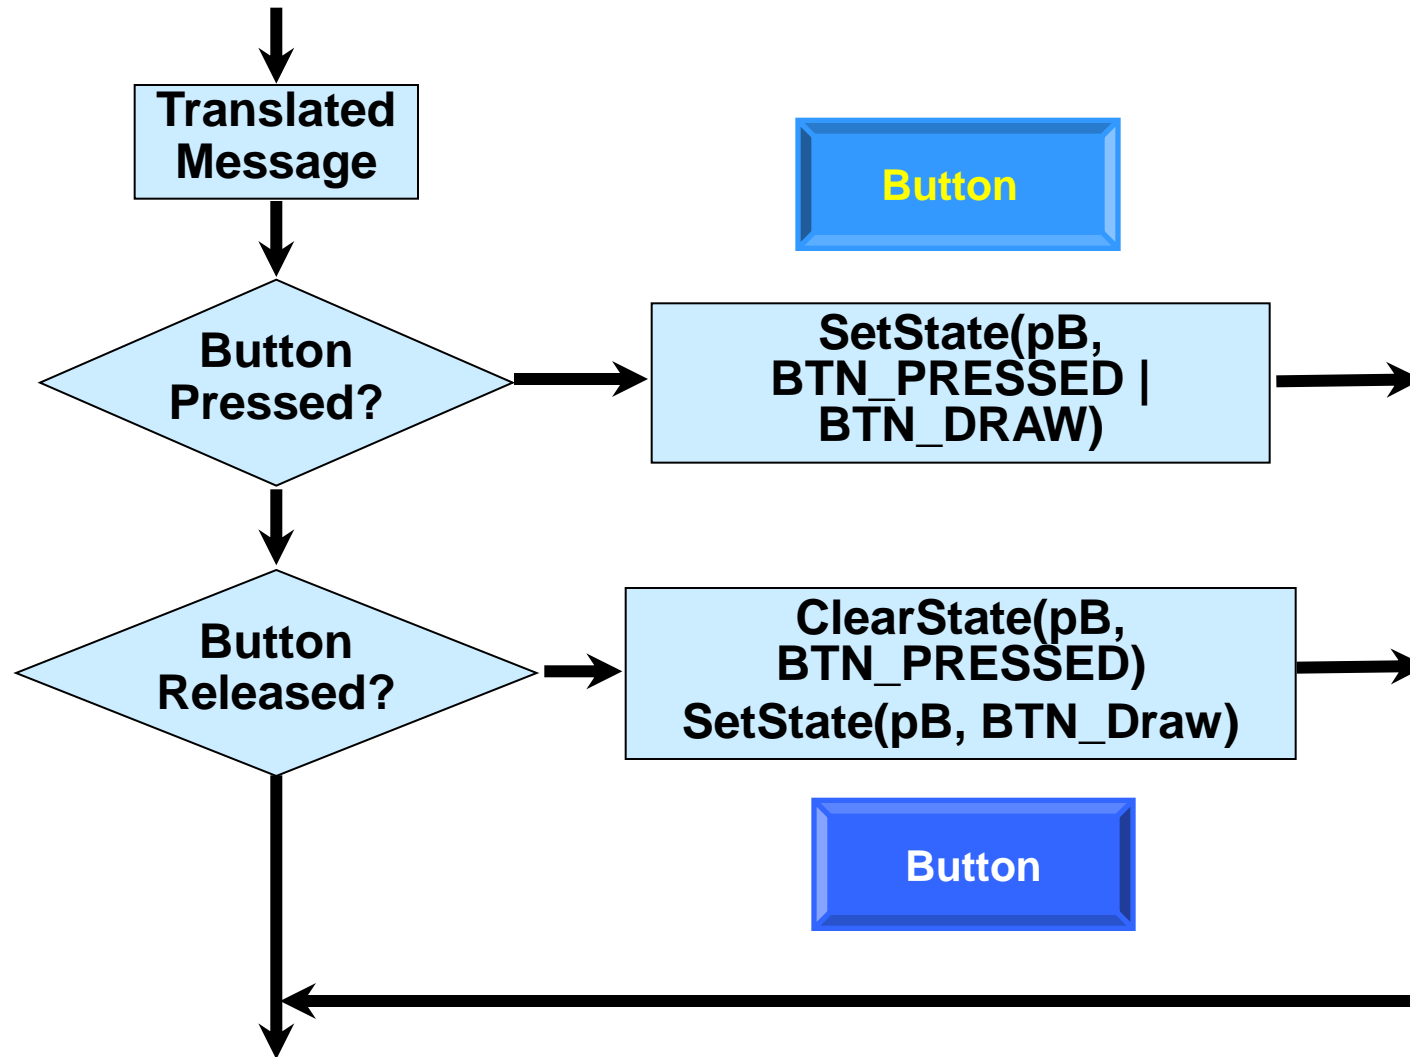 Translated
Message
Button
Button
Pressed?
SetState(pB,
BTN_PRESSED |
BTN_DRAW)
Button
Released?
ClearState(pB,
BTN_PRESSED)
SetState(pB, BTN_Draw)
Button